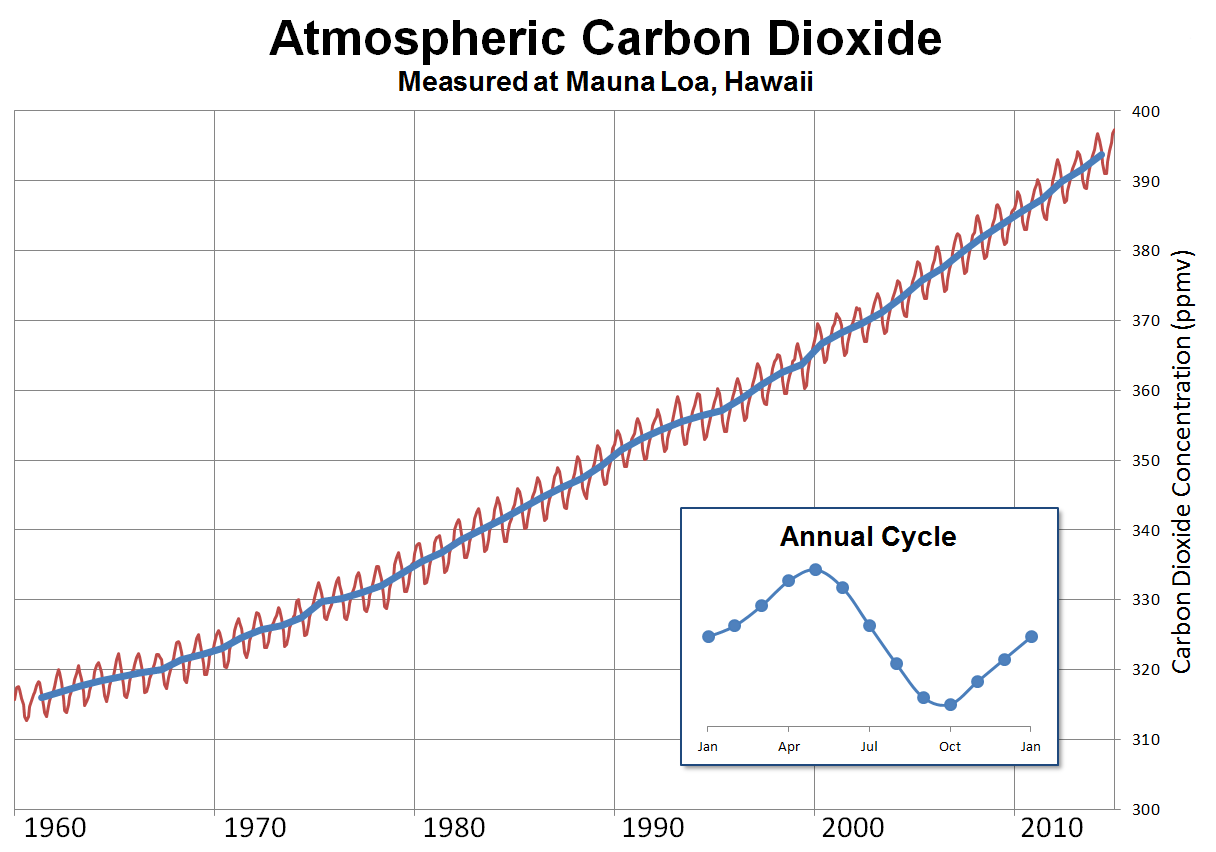 Atmospheric Carbon Dioxide
Measured at Mauna Loa, Hawaii
400
390
380
370
360
350
340
330
320
310
300
Carbon Dioxide Concentration (ppmv)
Annual Cycle
Jan Apr Jul Oct Jan
1960 1970 1980 1990 2000 2010